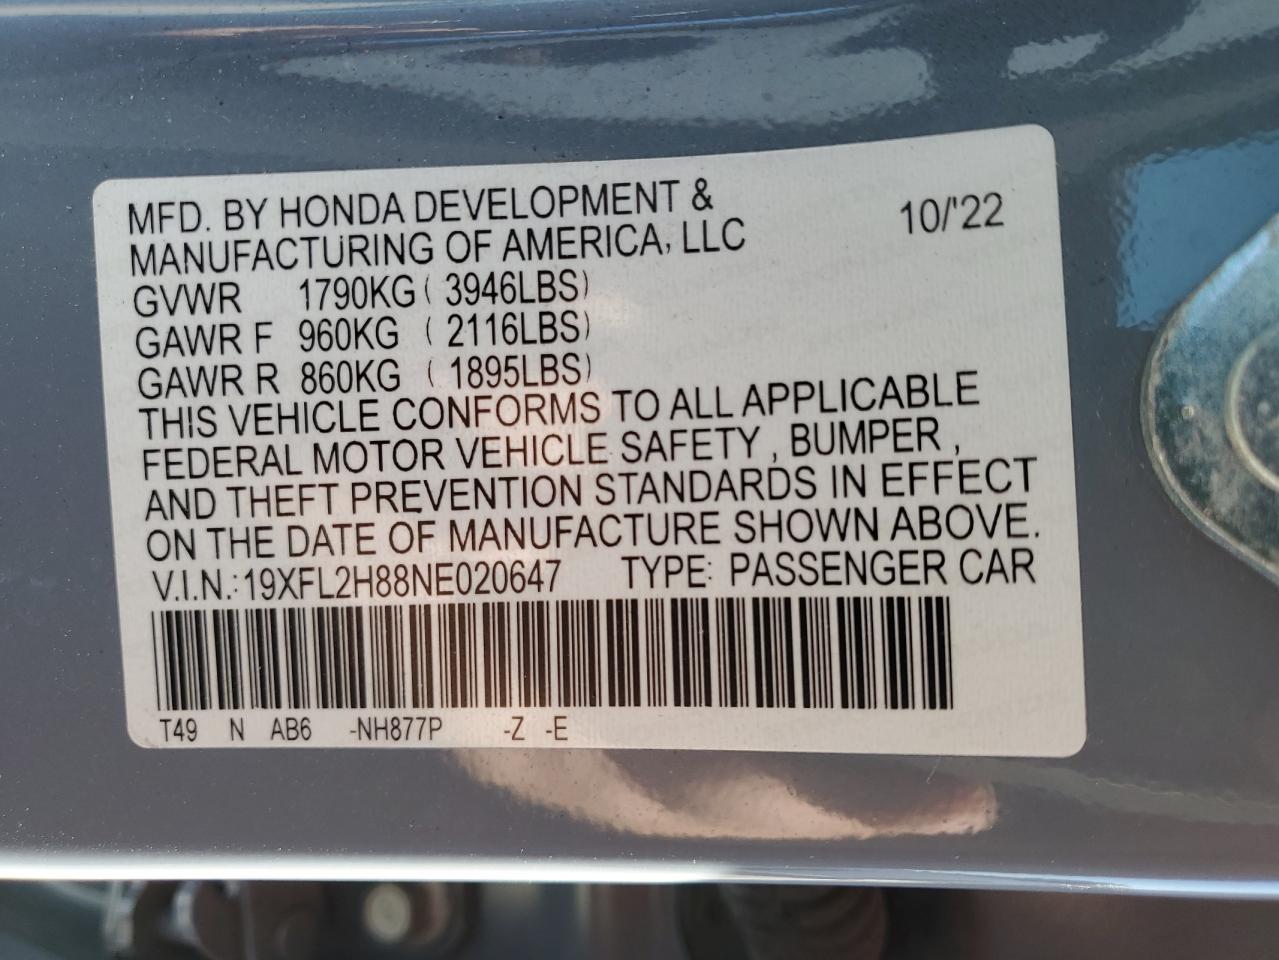 MFD. BY HONDA DEVELOPMENT & 10/'22
MANUFACTURING OF AMERICA, LLC
GVWR 1790KG ( 3946LBS)
GAWR F 960KG ( 2116LBS)
GAWR R 860KG ( 1895LBS)
THIS VEHICLE CONFORMS TO ALL APPLICABLE
FEDERAL MOTOR VEHICLE SAFETY , BUMPER ,
AND THEFT PREVENTION STANDARDS IN EFFECT
ON THE DATE OF MANUFACTURE SHOWN ABOVE.
V.I.N.: 19XFL2H88NE020647 TYPE: PASSENGER CAR
T49 N AB6 -NH877P -Z -E